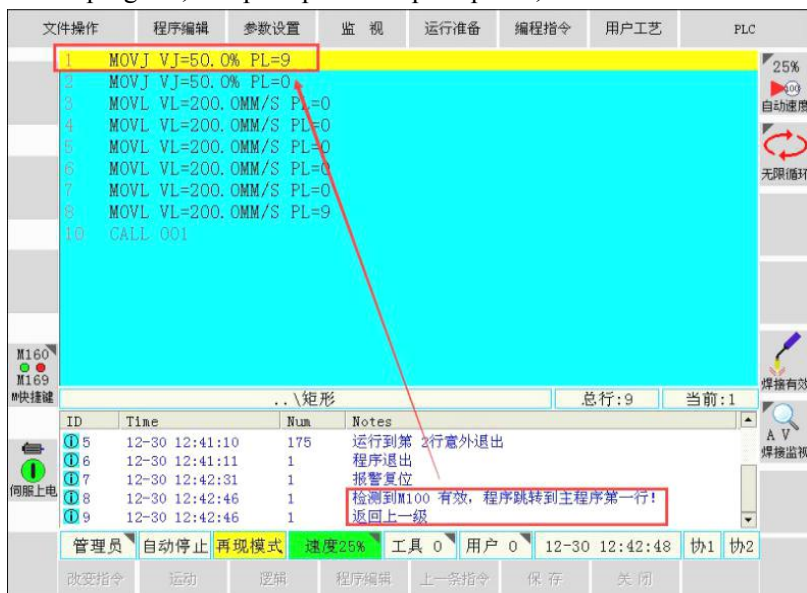 文件操作 程序编辑 参数设置 监 视 运行准备 编程指令 用户工艺 PLC
1 MOVJ VJ=50.0% PL=9
2 MOVJ VJ=50.0% PL=0
3 MOVL VL=200.0MM/S PL=0
4 MOVL VL=200.0MM/S PL=0
5 MOVL VL=200.0MM/S PL=0
6 MOVL VL=200.0MM/S PL=0
7 MOVL VL=200.0MM/S PL=0
8 MOVL VL=200.0MM/S PL=9
10 CALL 001
25%
100
自动速度
无限循环
M160
M169
M快捷键
伺服上电
焊接有效
A V
焊接监视
..\矩形 总行:9 当前:1
ID Time Num Notes
5 12-30 12:41:10 175 运行到第 2行意外退出
6 12-30 12:41:11 1 程序退出
7 12-30 12:42:31 1 报警复位
8 12-30 12:42:46 1 检测到M100 有效, 程序跳转到主程序第一行!
9 12-30 12:42:46 1 返回上一级
管理员 自动停止 再现模式 速度25% 工具 0 用户 0 12-30 12:42:48 协1 协2
改变指令 运动 逻辑 程序编辑 上一条指令 保 存 关 闭